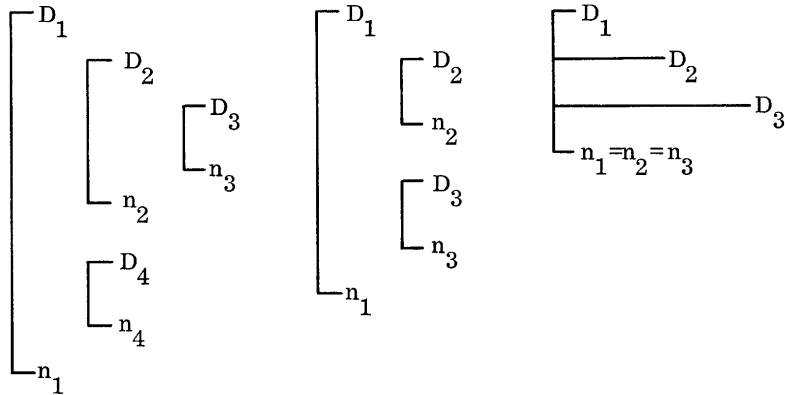 D₁
D₂
D₃
n₃
n₂
D₄
n₄
n₁
D₁
D₂
n₂
D₃
n₃
n₁
D₁
D₂
D₃
n₁=n₂=n₃